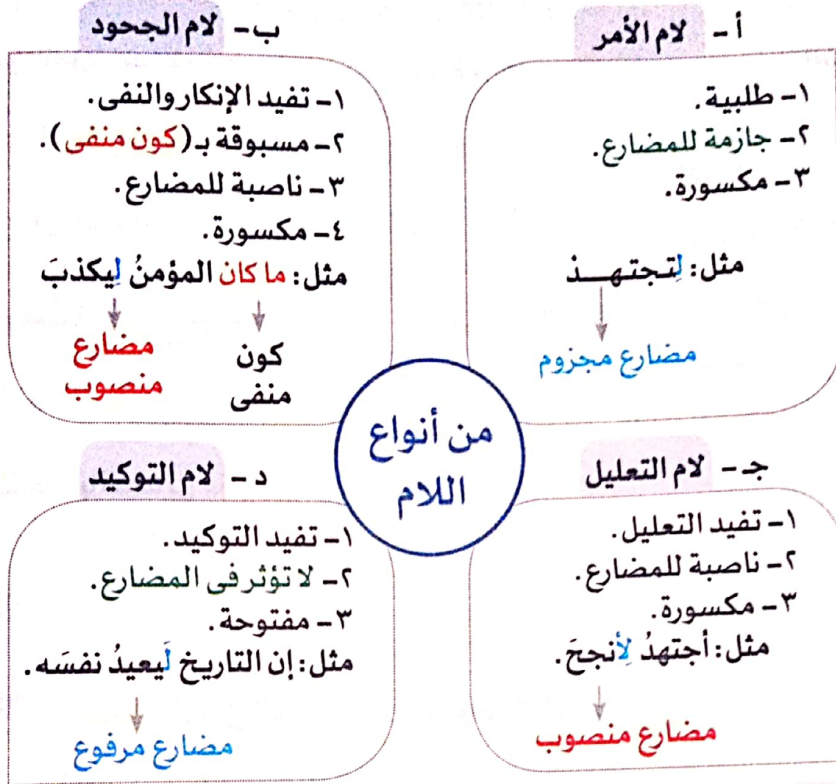 أ - لام الأمر
١- طلبية.
٢- جازمة للمضارع.
٣- مكسورة.
مثل: لِتجتهـــد
مضارع مجزوم
ب- لام الجحود
١- تفيد الإنكار والنفى.
٢- مسبوقة بـ(كون منفى).
٣- ناصبة للمضارع.
٤- مكسورة.
مثل: ما كان المؤمنُ لِيكذبَ
كون
منفى
مضارع
منصوب
من أنواع
اللام
جـ- لام التعليل
١- تفيد التعليل.
٢- ناصبة للمضارع.
٣- مكسورة.
مثل: أجتهدُ لِأنجحَ.
مضارع منصوب
د - لام التوكيد
١- تفيد التوكيد.
٢- لا تؤثر فى المضارع.
٣- مفتوحة.
مثل: إن التاريخ لَيعيدُ نفسَه.
مضارع مرفوع